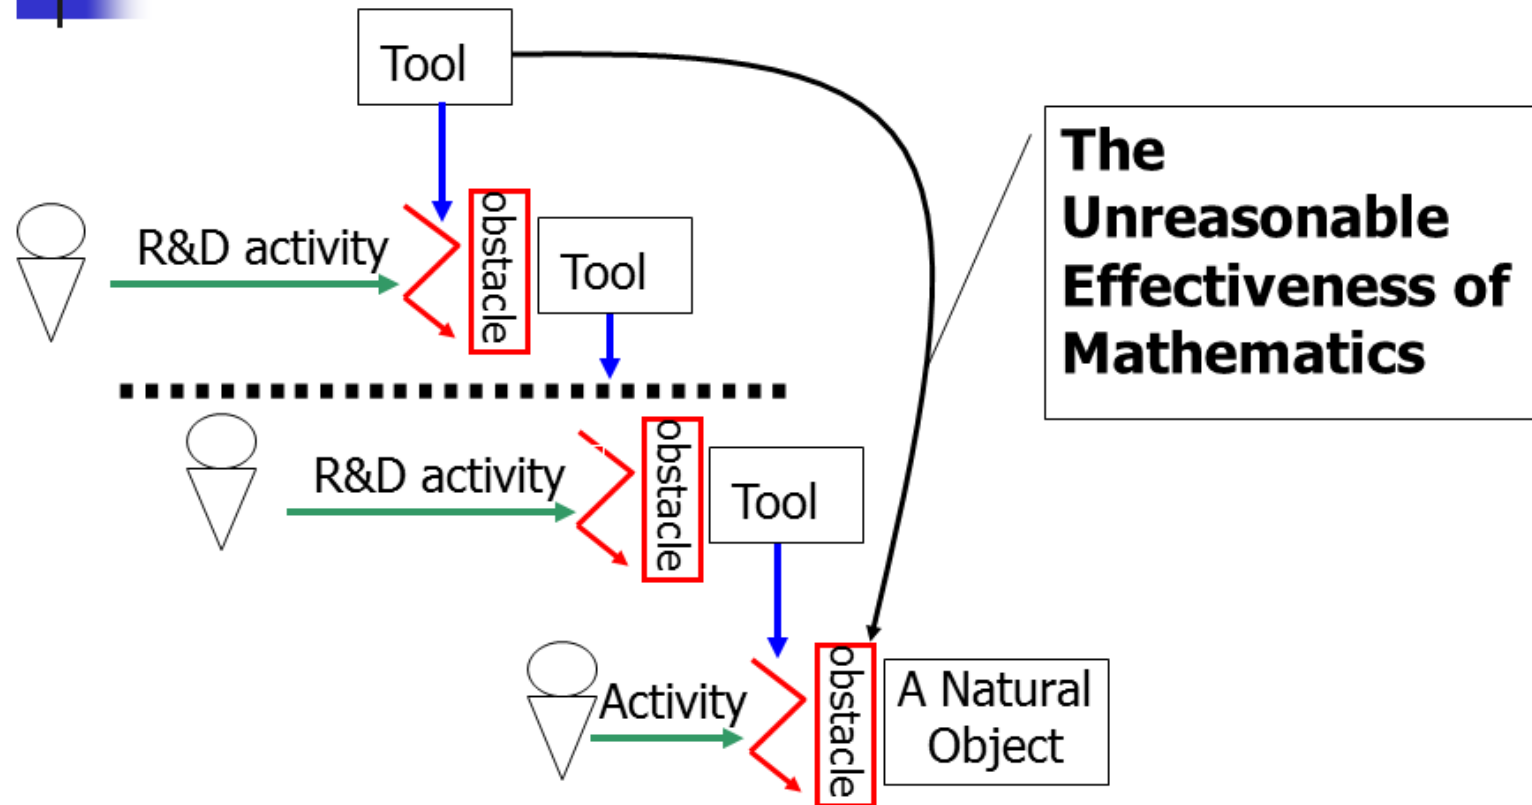 Tool
The
Unreasonable
Effectiveness of
Mathematics
R&D activity
obstacle
Tool
R&D activity
obstacle
Tool
Activity
obstacle
A Natural
Object